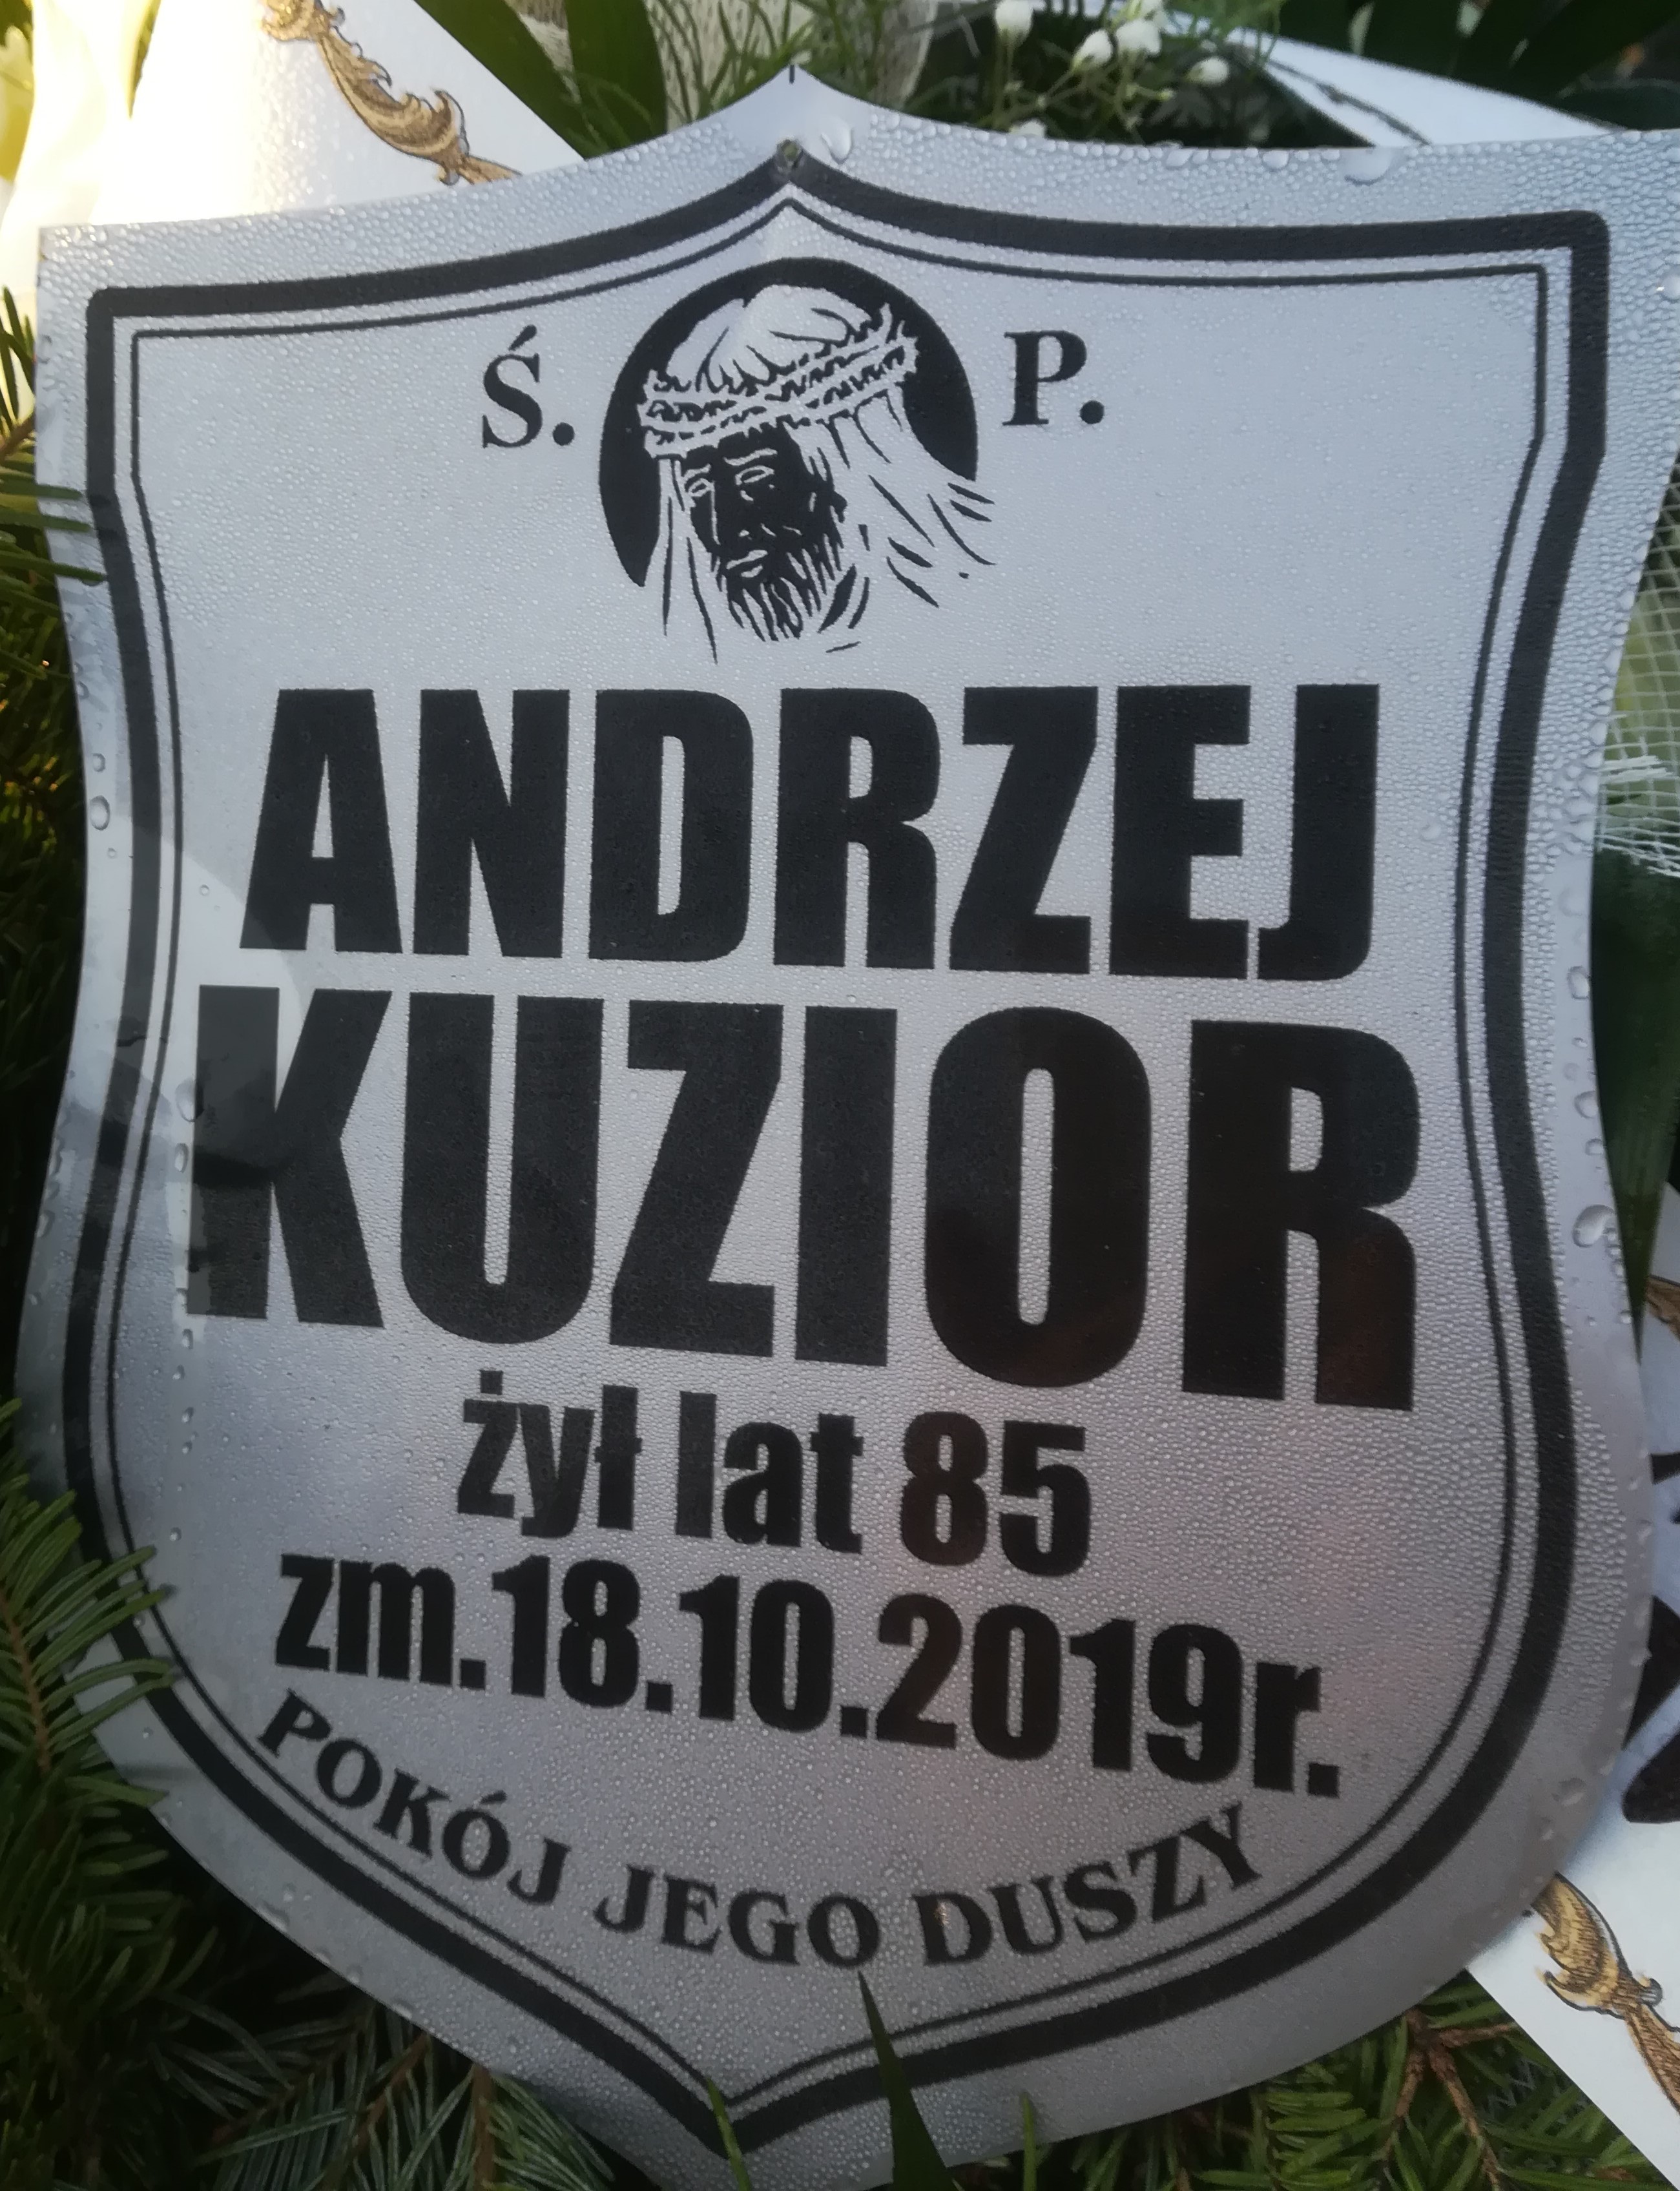 Ś. P.
ANDRZEJ
KUZIOR
żył lat 85
zm.18.10.2019r.
POKÓJ JEGO DUSZY